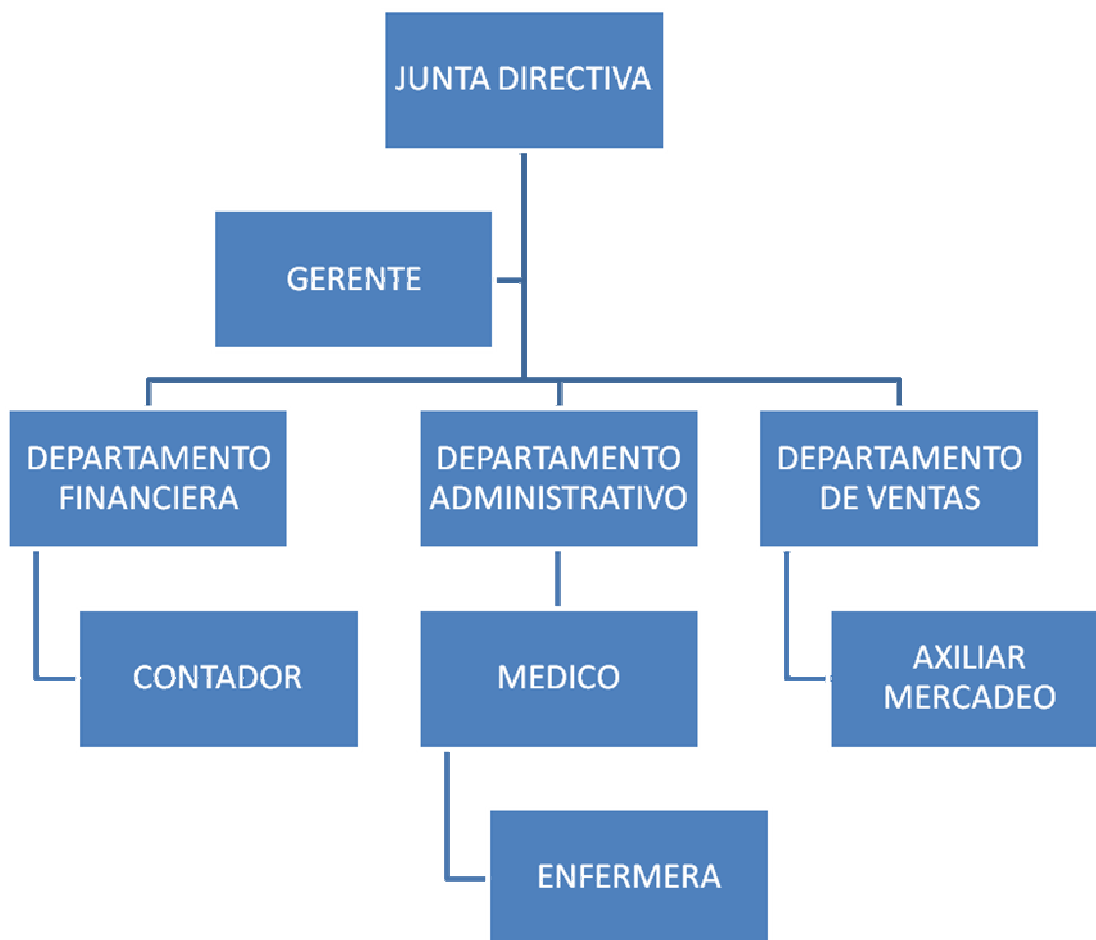 JUNTA DIRECTIVA
GERENTE
DEPARTAMENTO
FINANCIERA
DEPARTAMENTO
ADMINISTRATIVO
DEPARTAMENTO
DE VENTAS
CONTADOR
MEDICO
AXILIAR
MERCADEO
ENFERMERA